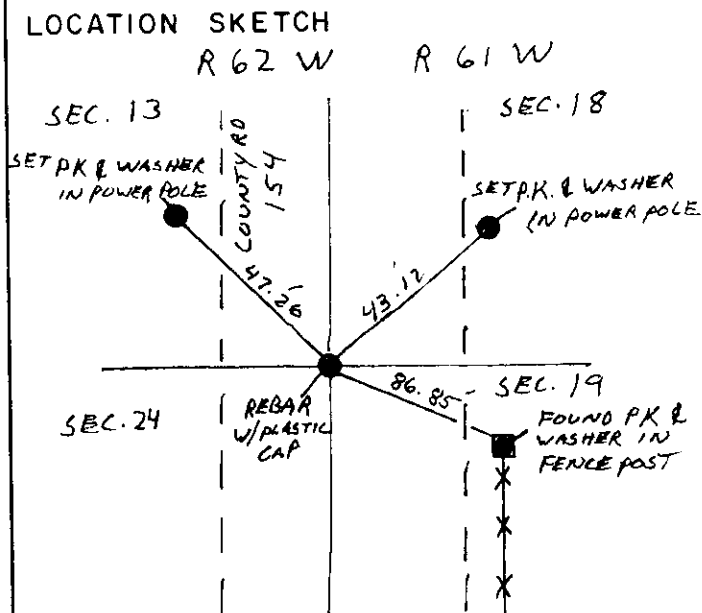 LOCATION SKETCH
R 62 W
R 61 W
SEC. 13
SEC. 18
SET PK & WASHER
IN POWER POLE
COUNTY RD
154
SET P.K. & WASHER
IN POWER POLE
47.26'
43.12'
86.85
SEC. 19
SEC. 24
REBAR
W/PLASTIC
CAP
FOUND PK &
WASHER IN
FENCE POST